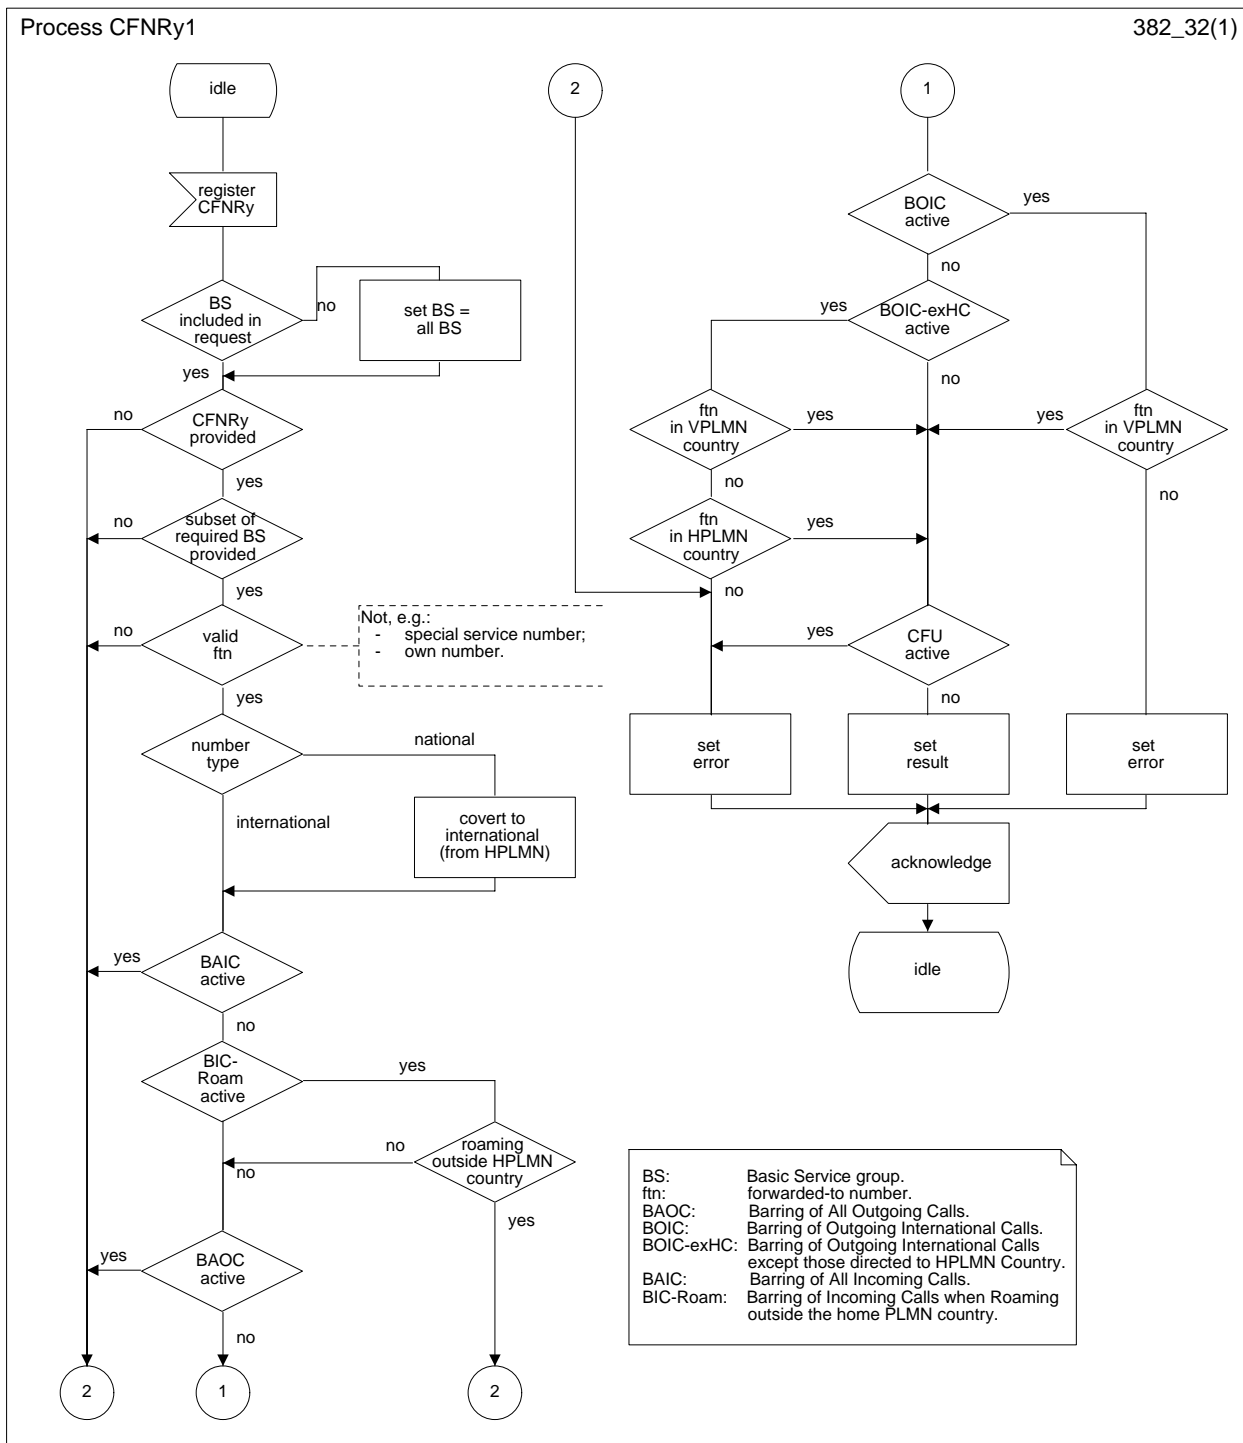 Process CFNRy1
382_32(1)
idle
register
CFNRy
BS
included in
request
no
set BS =
all BS
yes
no
CFNRy
provided
yes
no
subset of
required BS
provided
yes
no
valid
ftn
Not, e.g.:
- special service number;
- own number.
yes
number
type
national
international
covert to
international
(from HPLMN)
yes
BAIC
active
no
BIC-
Roam
active
yes
no
no
roaming
outside HPLMN
country
yes
yes
BAOC
active
no
2
1
2
2
1
BOIC
active
yes
no
yes
BOIC-exHC
active
no
ftn
in VPLMN
country
yes
yes
ftn
in VPLMN
country
no
no
ftn
in HPLMN
country
yes
no
yes
CFU
active
no
set
error
set
result
set
error
acknowledge
idle
BS: Basic Service group.
ftn: forwarded-to number.
BAOC: Barring of All Outgoing Calls.
BOIC: Barring of Outgoing International Calls.
BOIC-exHC: Barring of Outgoing International Calls
except those directed to HPLMN Country.
BAIC: Barring of All Incoming Calls.
BIC-Roam: Barring of Incoming Calls when Roaming
outside the home PLMN country.